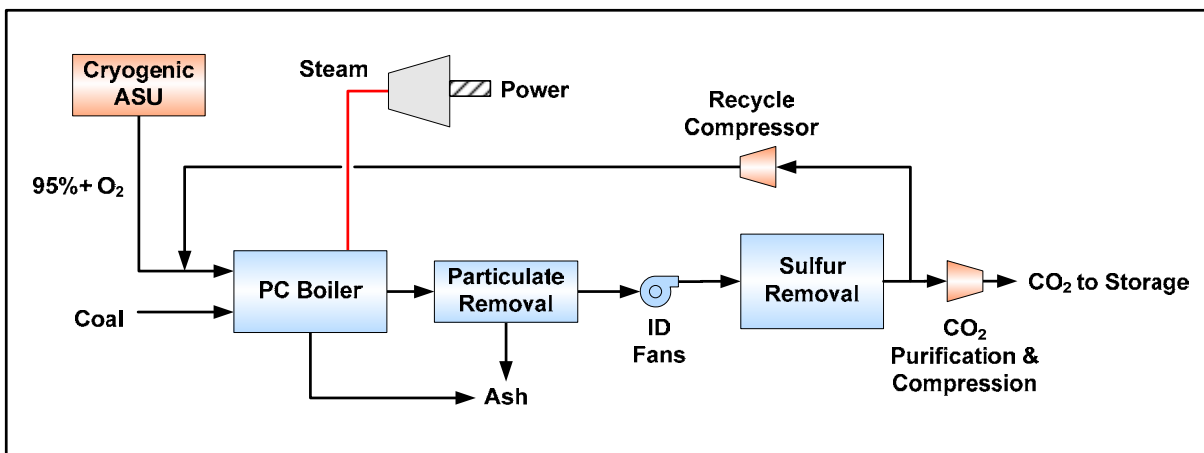 Cryogenic
ASU
Steam
Power
Recycle
Compressor
95%+ O₂
PC Boiler
Particulate
Removal
Sulfur
Removal
CO₂ to Storage
Coal
ID
Fans
CO₂
Purification &
Compression
Ash